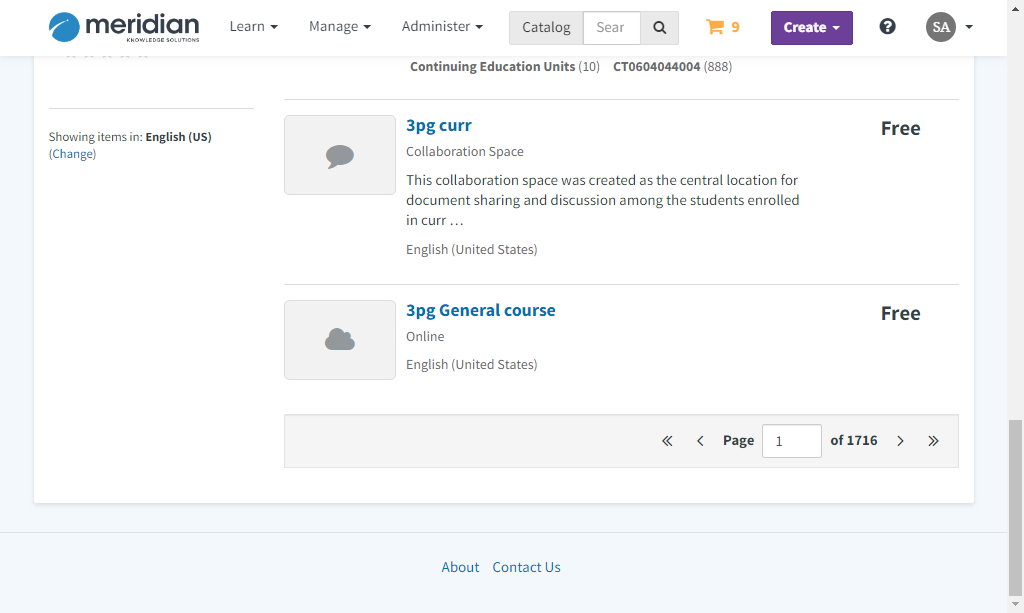 meridian
KNOWLEDGE SOLUTIONS
Learn Manage Administer Catalog Sear 9 Create ? SA
Continuing Education Units (10) CT0604044004 (888)
Showing items in: English (US)
(Change)
3pg curr Free
Collaboration Space
This collaboration space was created as the central location for
document sharing and discussion among the students enrolled
in curr …
English (United States)
3pg General course Free
Online
English (United States)
« ‹ Page 1 of 1716 › »
About Contact Us